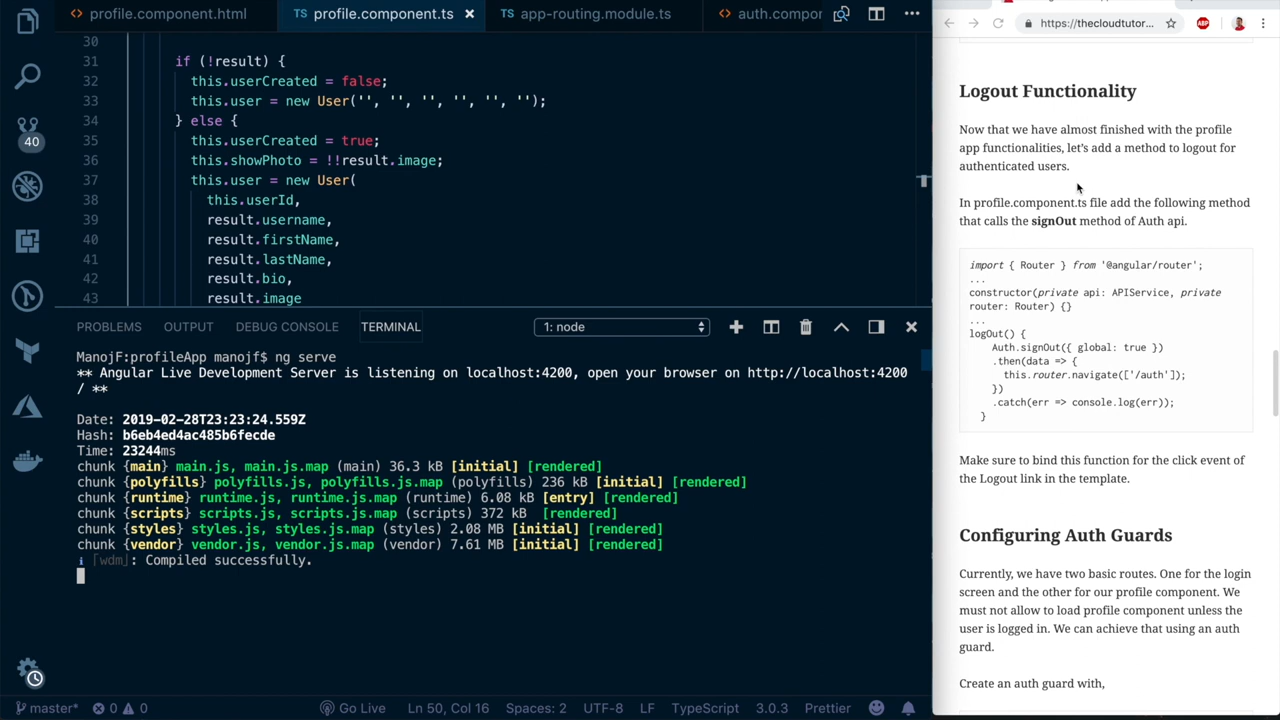 profile.component.html
profile.component.ts
app-routing.module.ts
auth.compor
https://thecloudtutor...
ABP
40
30
31 if (!result) {
32 this.userCreated = false;
33 this.user = new User('', '', '', '', '', '');
34 } else {
35 this.userCreated = true;
36 this.showPhoto = !!result.image;
37 this.user = new User(
38 this.userId,
39 result.username,
40 result.firstName,
41 result.lastName,
42 result.bio,
43 result.image
PROBLEMS OUTPUT DEBUG CONSOLE TERMINAL 1: node
ManojF:profileApp manojf$ ng serve
** Angular Live Development Server is listening on localhost:4200, open your browser on http://localhost:4200
/ **
Date: 2019-02-28T23:23:24.559Z
Hash: b6eb4ed4ac485b6fecde
Time: 23244ms
chunk {main} main.js, main.js.map (main) 36.3 kB [initial] [rendered]
chunk {polyfills} polyfills.js, polyfills.js.map (polyfills) 236 kB [initial] [rendered]
chunk {runtime} runtime.js, runtime.js.map (runtime) 6.08 kB [entry] [rendered]
chunk {scripts} scripts.js, scripts.js.map (scripts) 372 kB [rendered]
chunk {styles} styles.js, styles.js.map (styles) 2.08 MB [initial] [rendered]
chunk {vendor} vendor.js, vendor.js.map (vendor) 7.61 MB [initial] [rendered]
ℹ ｢wdm｣: Compiled successfully.
master* 0 0 Go Live Ln 50, Col 16 Spaces: 2 UTF-8 LF TypeScript 3.0.3 Prettier
Logout Functionality
Now that we have almost finished with the profile
app functionalities, let's add a method to logout for
authenticated users.
In profile.component.ts file add the following method
that calls the signOut method of Auth api.
import { Router } from '@angular/router';
...
constructor(private api: APIService, private
router: Router) {}
...
logOut() {
Auth.signOut({ global: true })
.then(data => {
this.router.navigate(['/auth']);
})
.catch(err => console.log(err));
}
Make sure to bind this function for the click event of
the Logout link in the template.
Configuring Auth Guards
Currently, we have two basic routes. One for the login
screen and the other for our profile component. We
must not allow to load profile component unless the
user is logged in. We can achieve that using an auth
guard.
Create an auth guard with,